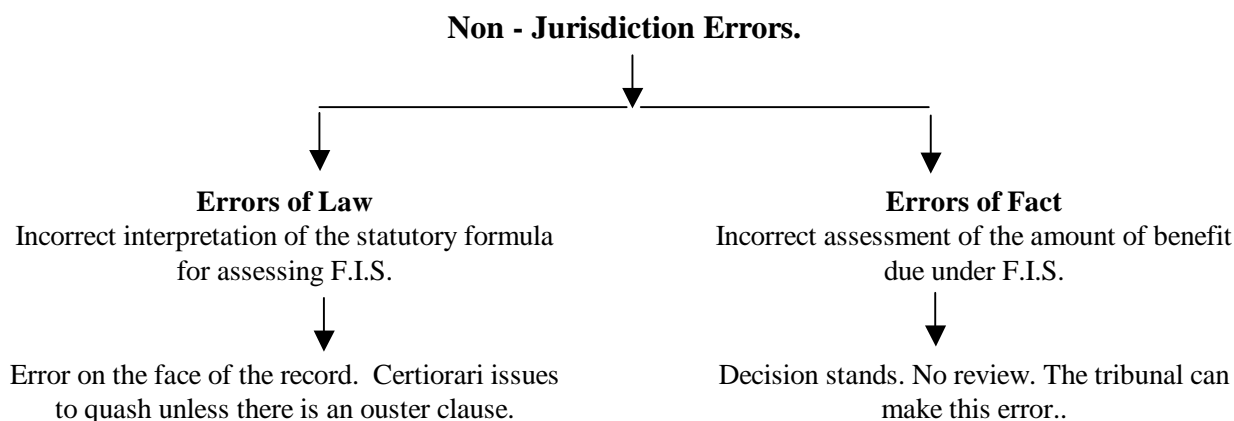 Non - Jurisdiction Errors.
Errors of Law
Incorrect interpretation of the statutory formula
for assessing F.I.S.
Errors of Fact
Incorrect assessment of the amount of benefit
due under F.I.S.
Error on the face of the record. Certiorari issues
to quash unless there is an ouster clause.
Decision stands. No review. The tribunal can
make this error..